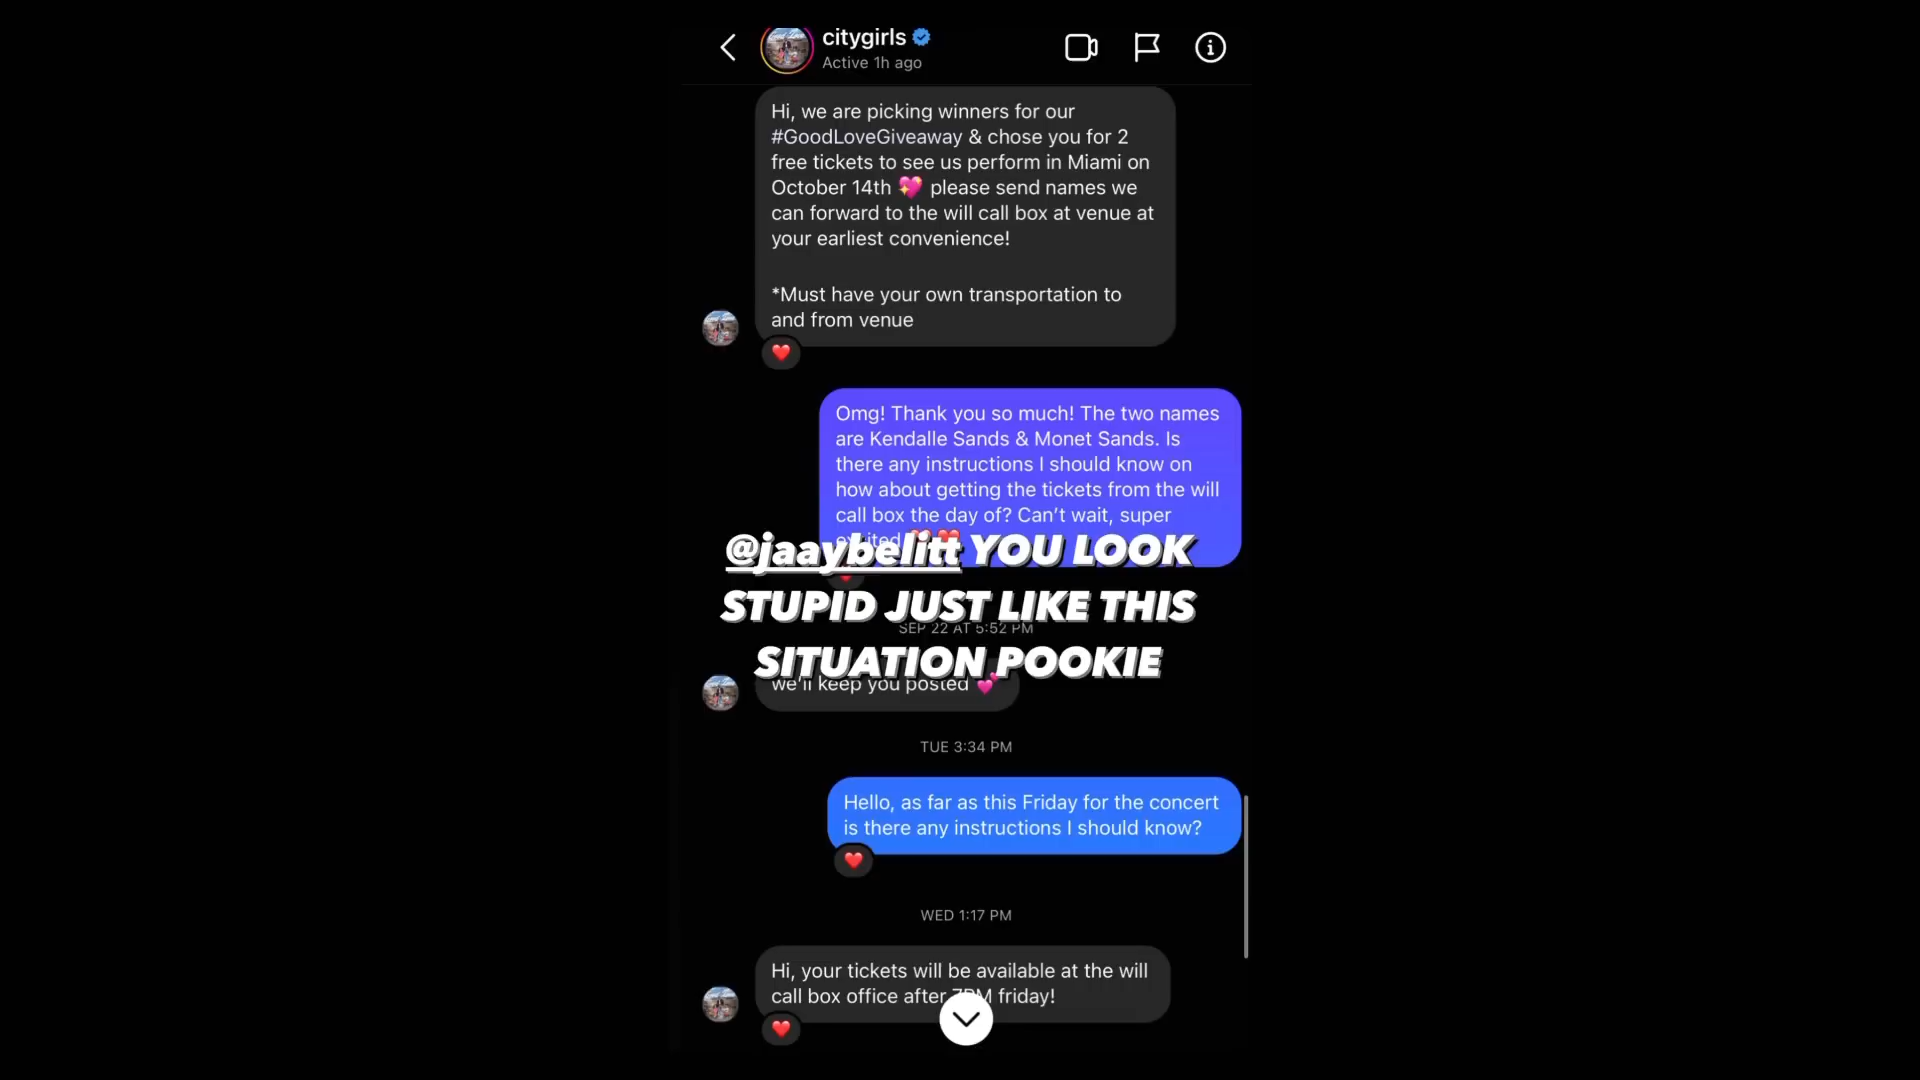 citygirls
Active 1h ago
Hi, we are picking winners for our
#GoodLoveGiveaway & chose you for 2
free tickets to see us perform in Miami on
October 14th 💖 please send names we
can forward to the will call box at venue at
your earliest convenience!
*Must have your own transportation to
and from venue
Omg! Thank you so much! The two names
are Kendalle Sands & Monet Sands. Is
there any instructions I should know on
how about getting the tickets from the will
call box the day of? Can't wait, super
excited
@jaaybelitt YOU LOOK
STUPID JUST LIKE THIS
SITUATION POOKIE
SEP 22 AT 5:52 PM
we'll keep you posted 💕
TUE 3:34 PM
Hello, as far as this Friday for the concert
is there any instructions I should know?
WED 1:17 PM
Hi, your tickets will be available at the will
call box office after 7PM friday!